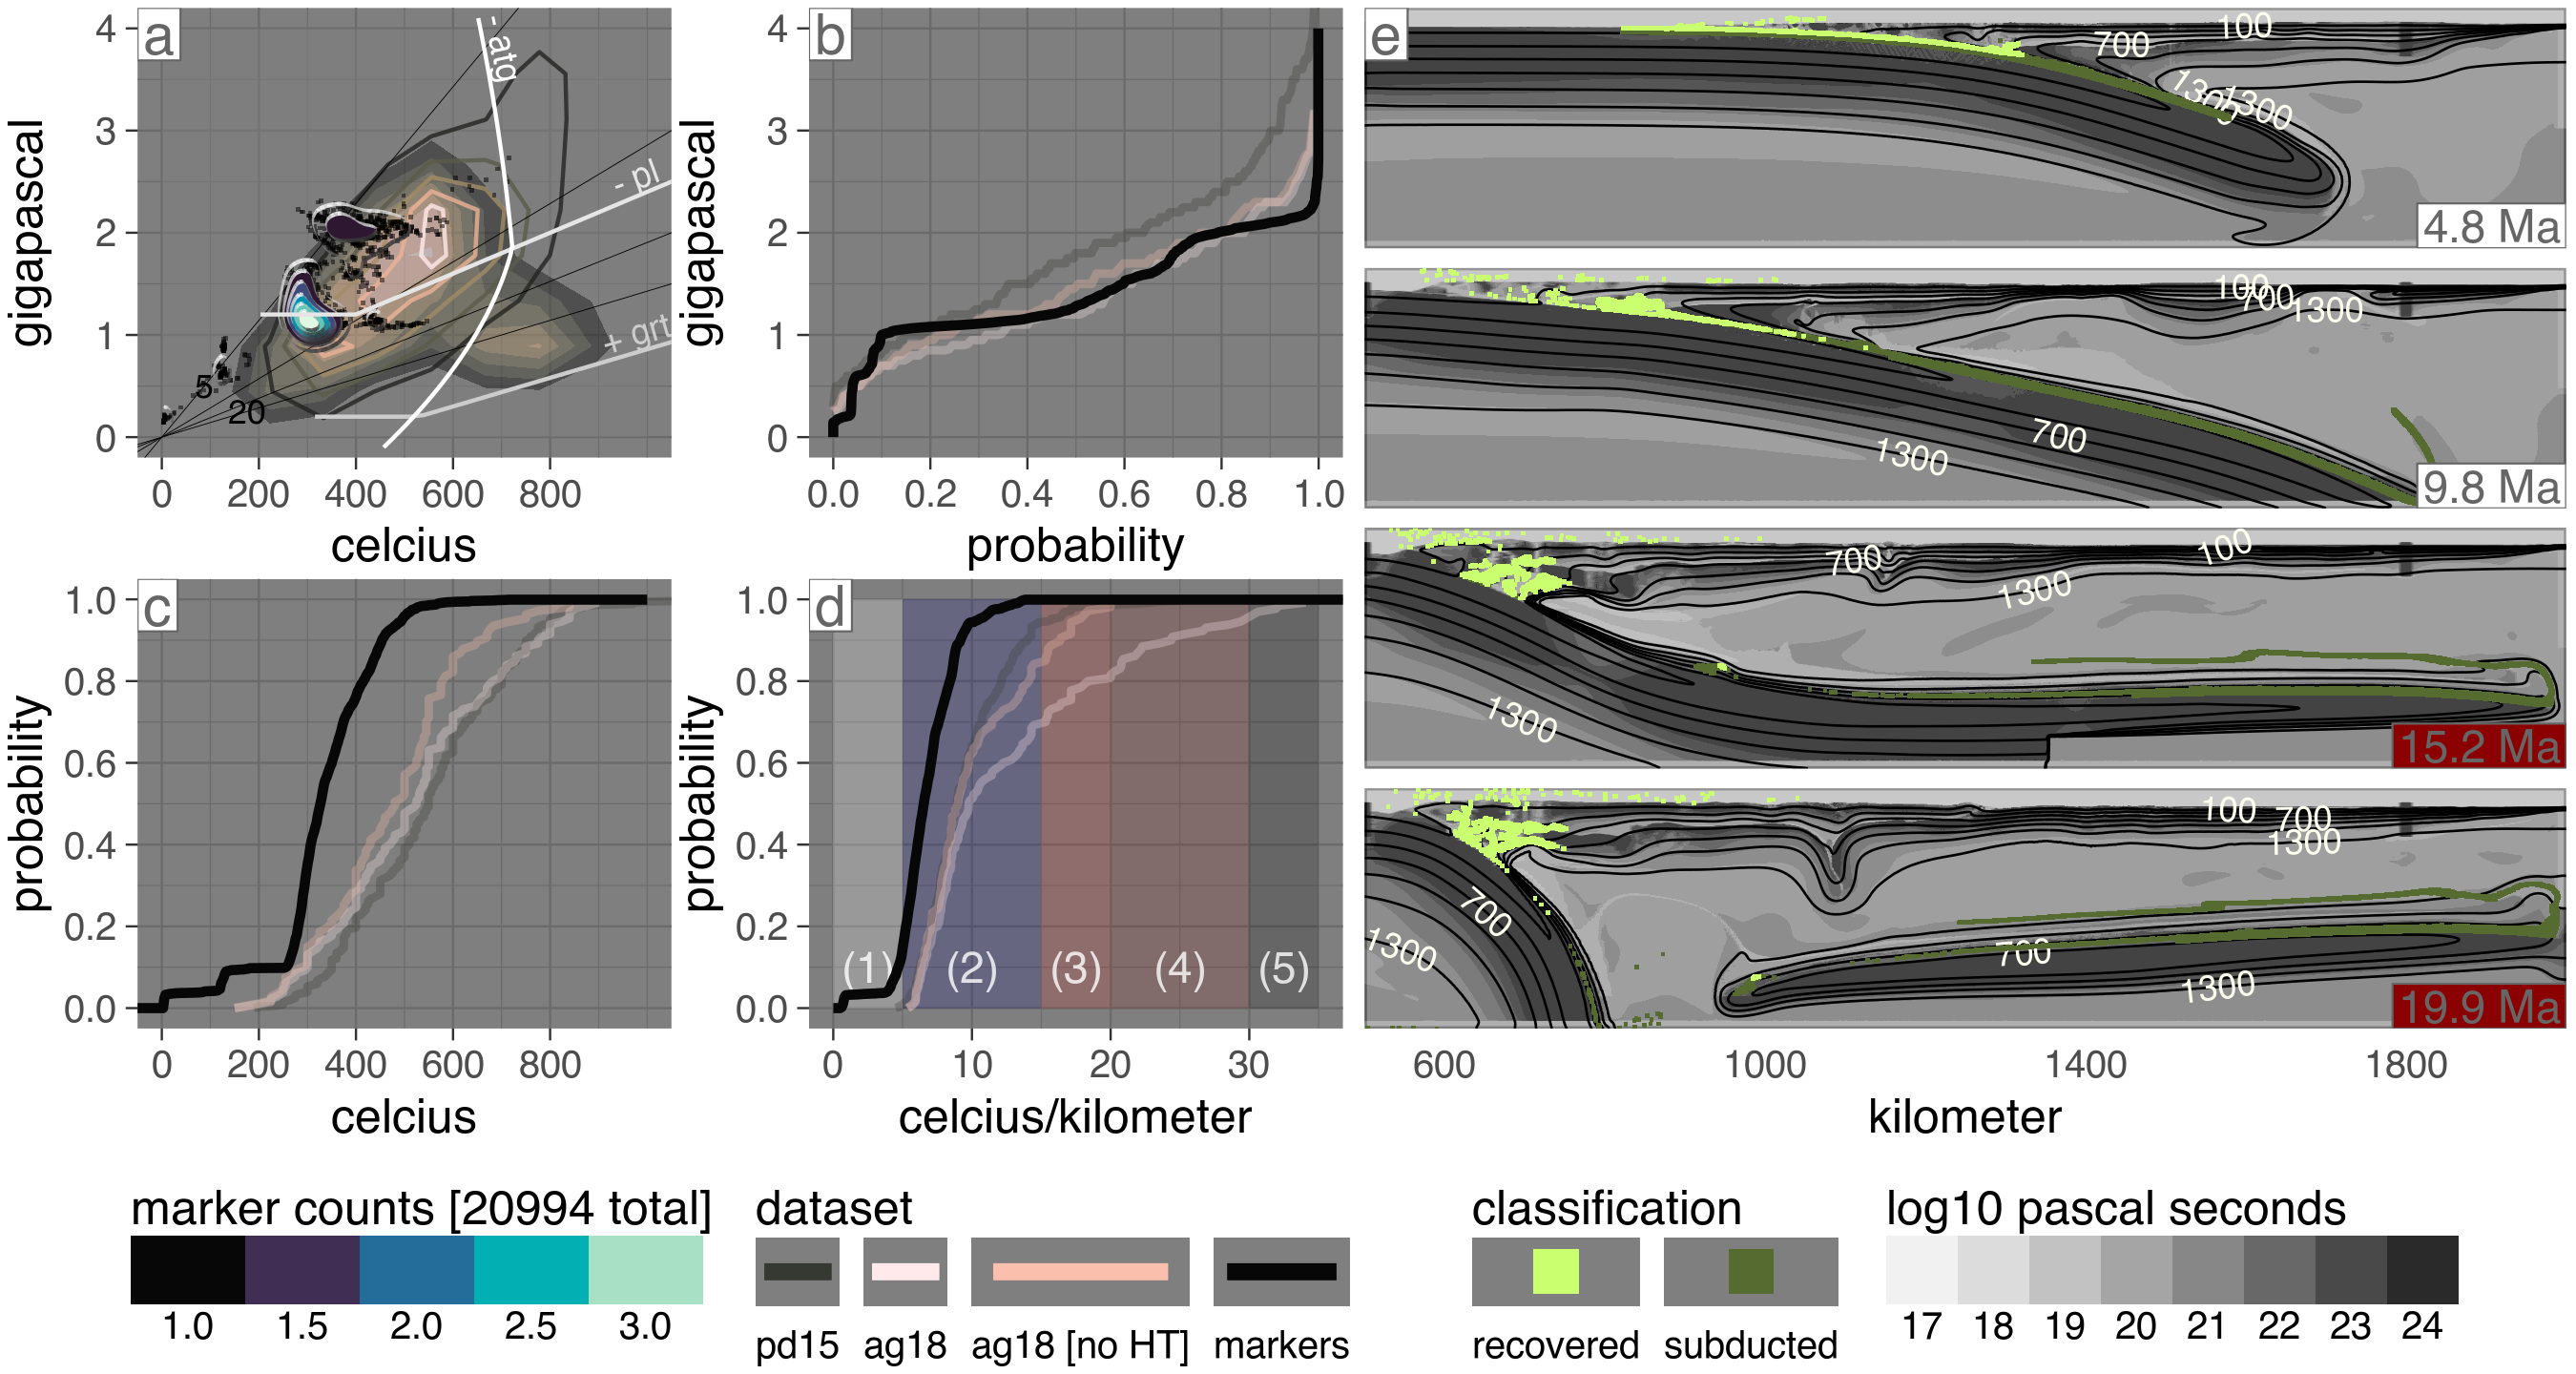 a
4
3
2
1
0
gigapascal
- atg
- pl
+ grt
5
20
0
200
400
600
800
celcius
b
4
3
2
1
0
gigapascal
0.0
0.2
0.4
0.6
0.8
1.0
probability
c
1.0
0.8
0.6
0.4
0.2
0.0
probability
0
200
400
600
800
celcius
d
1.0
0.8
0.6
0.4
0.2
0.0
probability
(1)
(2)
(3)
(4)
(5)
0
10
20
30
celcius/kilometer
e
100
700
1300
1300
4.8 Ma
100
700
1300
700
1300
9.8 Ma
700
100
1300
1300
15.2 Ma
100
700
1300
700
1300
700
1300
19.9 Ma
600
1000
1400
1800
kilometer
marker counts [20994 total]
1.0
1.5
2.0
2.5
3.0
dataset
pd15
ag18
ag18 [no HT]
markers
classification
recovered
subducted
log10 pascal seconds
17
18
19
20
21
22
23
24